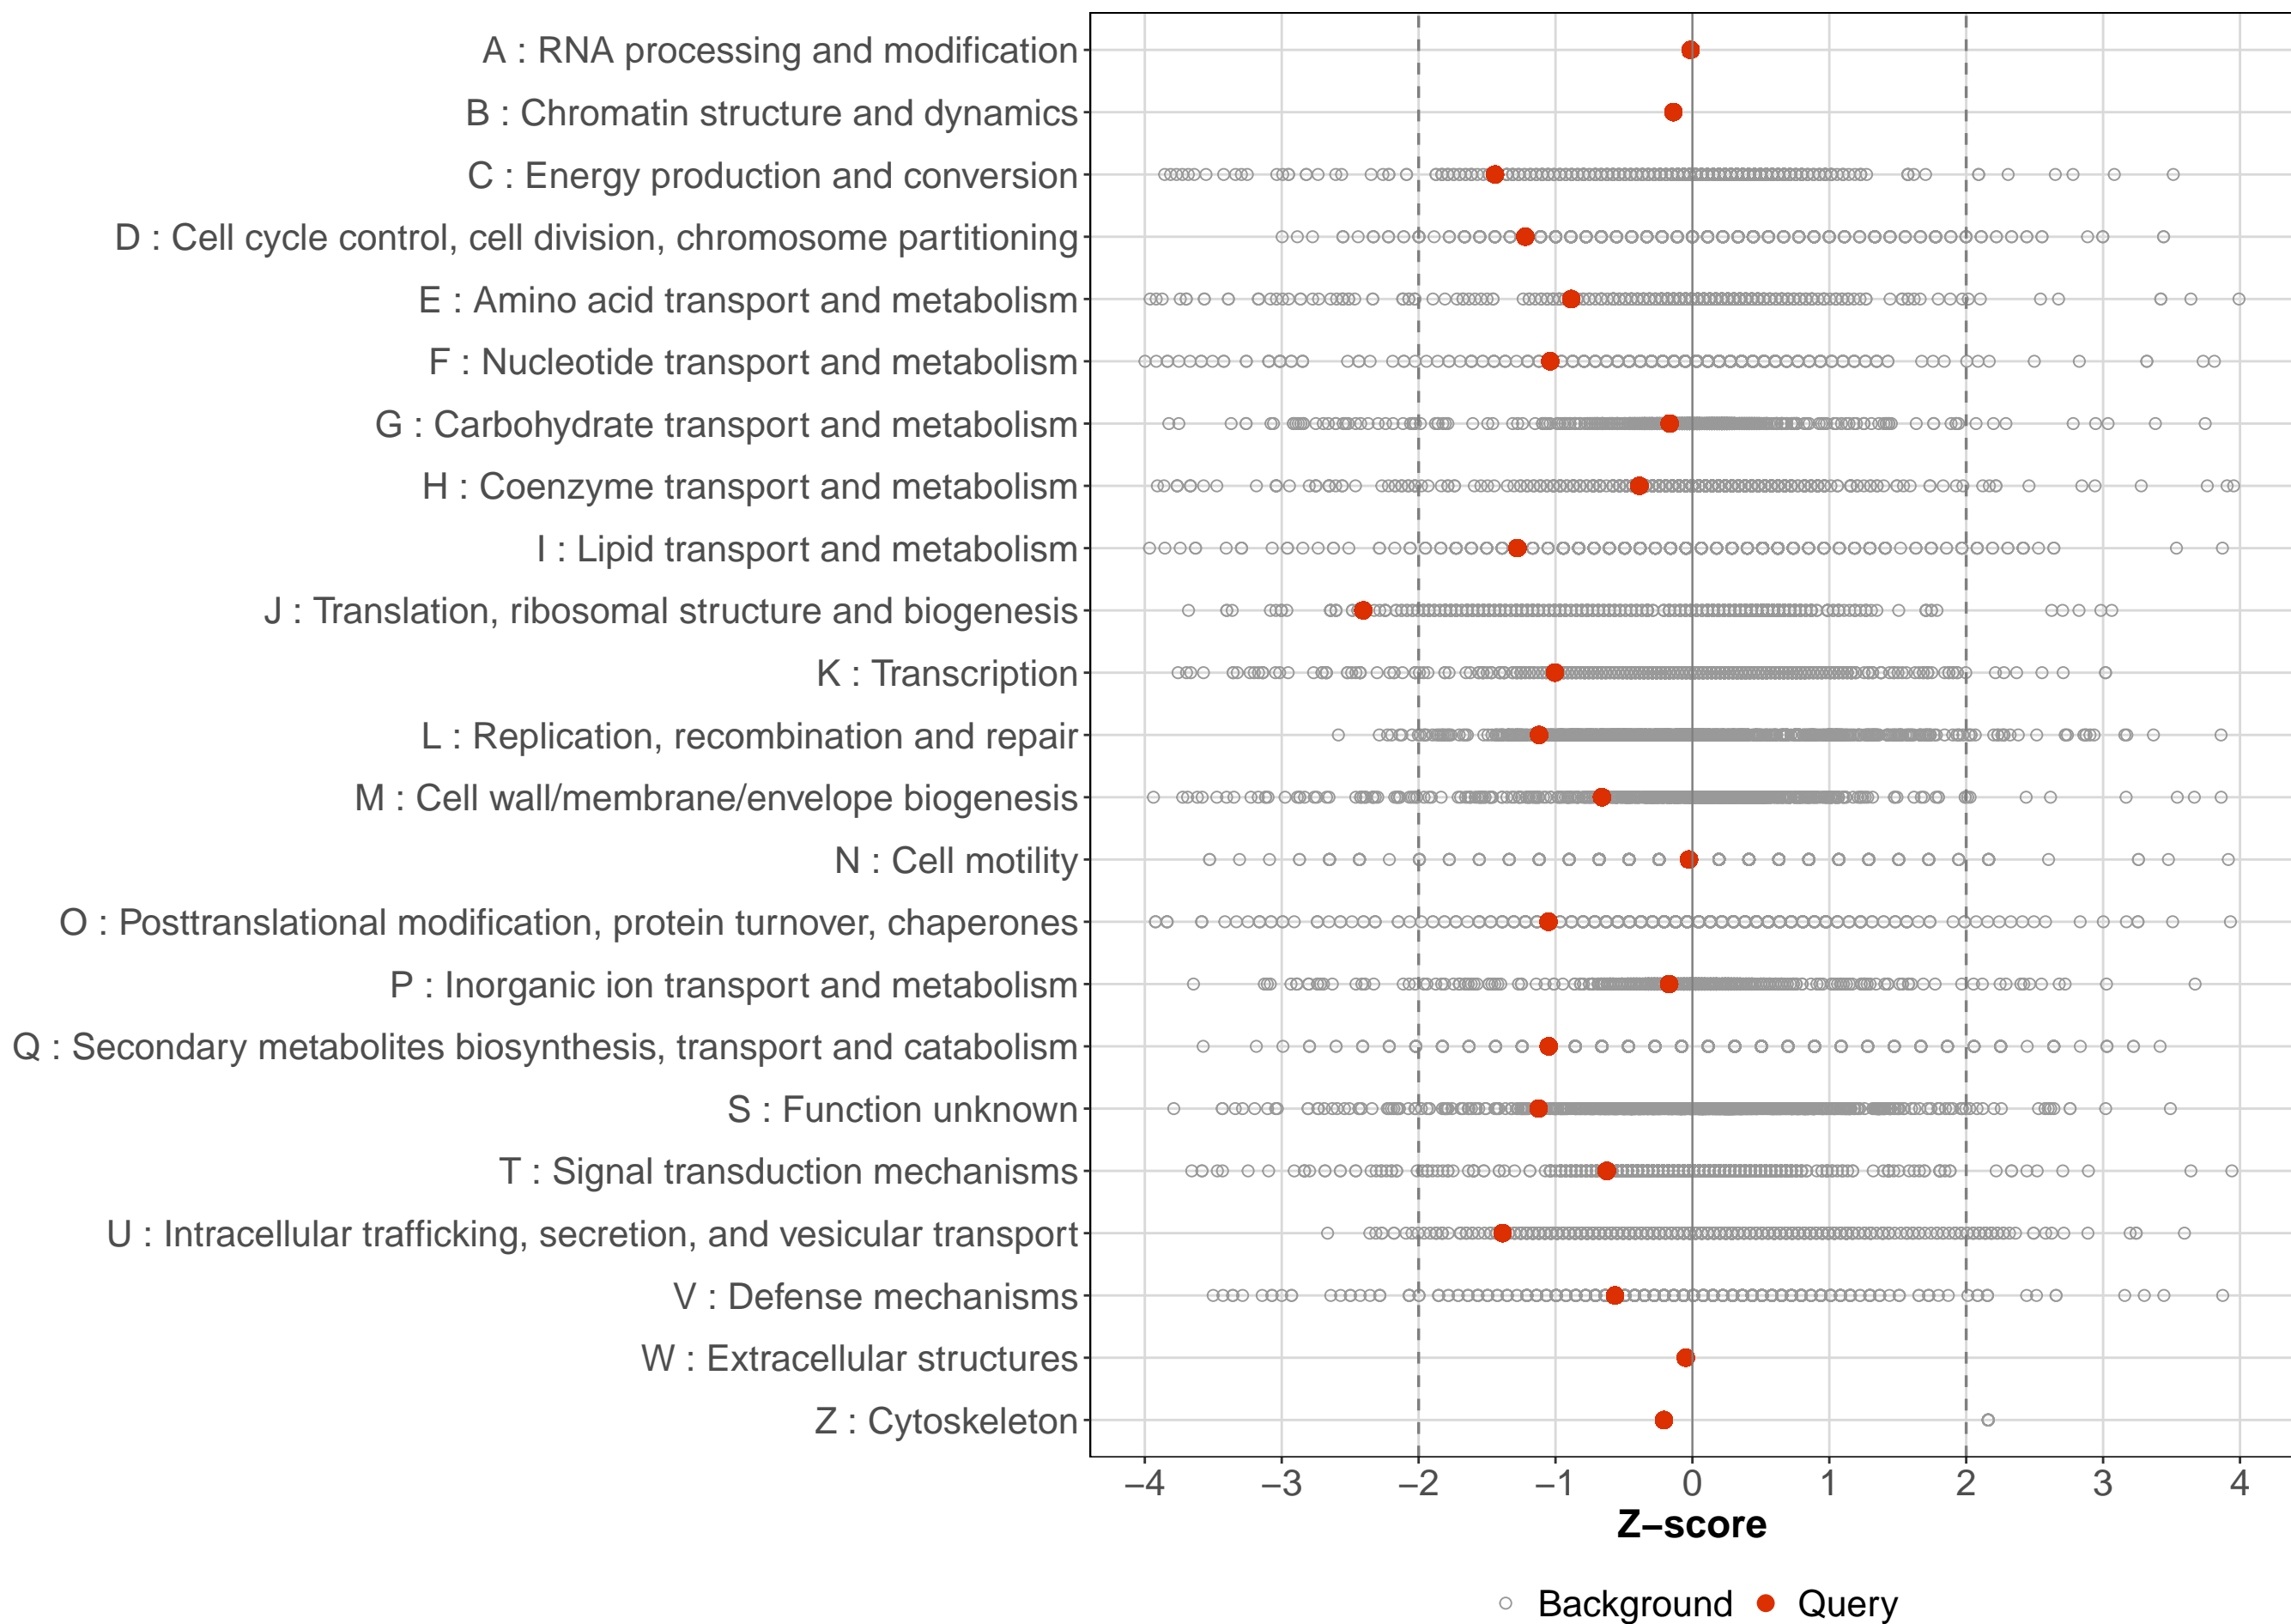 A : RNA processing and modification
B : Chromatin structure and dynamics
C : Energy production and conversion
D : Cell cycle control, cell division, chromosome partitioning
E : Amino acid transport and metabolism
F : Nucleotide transport and metabolism
G : Carbohydrate transport and metabolism
H : Coenzyme transport and metabolism
I : Lipid transport and metabolism
J : Translation, ribosomal structure and biogenesis
K : Transcription
L : Replication, recombination and repair
M : Cell wall/membrane/envelope biogenesis
N : Cell motility
O : Posttranslational modification, protein turnover, chaperones
P : Inorganic ion transport and metabolism
Q : Secondary metabolites biosynthesis, transport and catabolism
S : Function unknown
T : Signal transduction mechanisms
U : Intracellular trafficking, secretion, and vesicular transport
V : Defense mechanisms
W : Extracellular structures
Z : Cytoskeleton
−4 −3 −2 −1 0 1 2 3 4
Z−score
Background Query